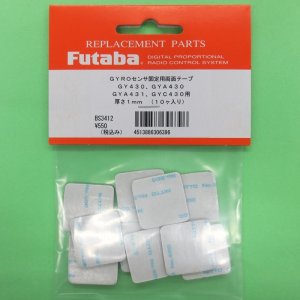 REPLACEMENT PARTS
Futaba
DIGITAL PROPORTIONAL
RADIO CONTROL SYSTEM
GYROセンサ固定用両面テープ
GY430, GYA430
GYA431, GYC430用
厚さ1mm (10ヶ入り)
BS3412
¥550
(税込み)
4513886306396